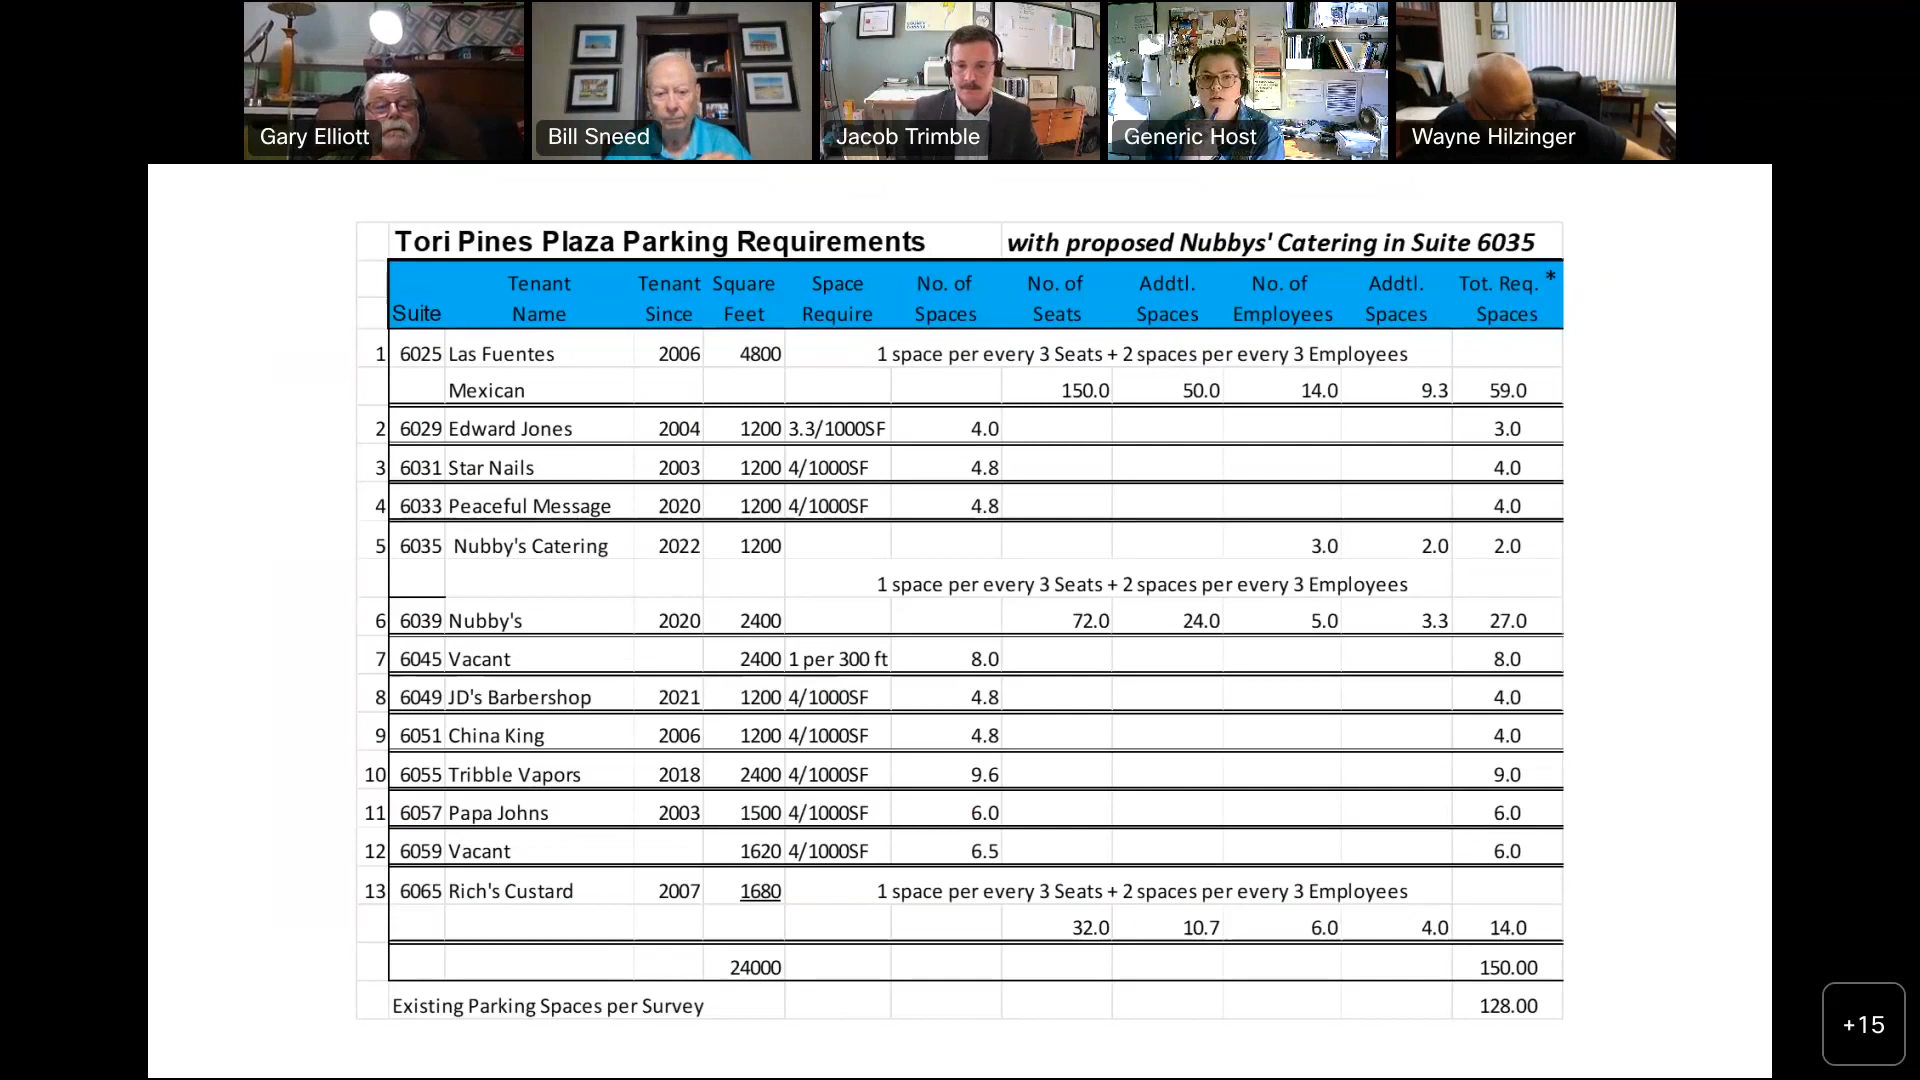 Gary Elliott
Bill Sneed
Jacob Trimble
Generic Host
Wayne Hilzinger
Tori Pines Plaza Parking Requirements with proposed Nubbys' Catering in Suite 6035
Tenant Tenant Square Space No. of No. of Addtl. No. of Addtl. Tot. Req. *
Suite Name Since Feet Require Spaces Seats Spaces Employees Spaces Spaces
1 6025 Las Fuentes 2006 4800 1 space per every 3 Seats + 2 spaces per every 3 Employees
Mexican 150.0 50.0 14.0 9.3 59.0
2 6029 Edward Jones 2004 1200 3.3/1000SF 4.0 3.0
3 6031 Star Nails 2003 1200 4/1000SF 4.8 4.0
4 6033 Peaceful Message 2020 1200 4/1000SF 4.8 4.0
5 6035 Nubby's Catering 2022 1200 3.0 2.0 2.0
1 space per every 3 Seats + 2 spaces per every 3 Employees
6 6039 Nubby's 2020 2400 72.0 24.0 5.0 3.3 27.0
7 6045 Vacant 2400 1 per 300 ft 8.0 8.0
8 6049 JD's Barbershop 2021 1200 4/1000SF 4.8 4.0
9 6051 China King 2006 1200 4/1000SF 4.8 4.0
10 6055 Tribble Vapors 2018 2400 4/1000SF 9.6 9.0
11 6057 Papa Johns 2003 1500 4/1000SF 6.0 6.0
12 6059 Vacant 1620 4/1000SF 6.5 6.0
13 6065 Rich's Custard 2007 1680 1 space per every 3 Seats + 2 spaces per every 3 Employees
32.0 10.7 6.0 4.0 14.0
24000 150.00
Existing Parking Spaces per Survey 128.00
+15